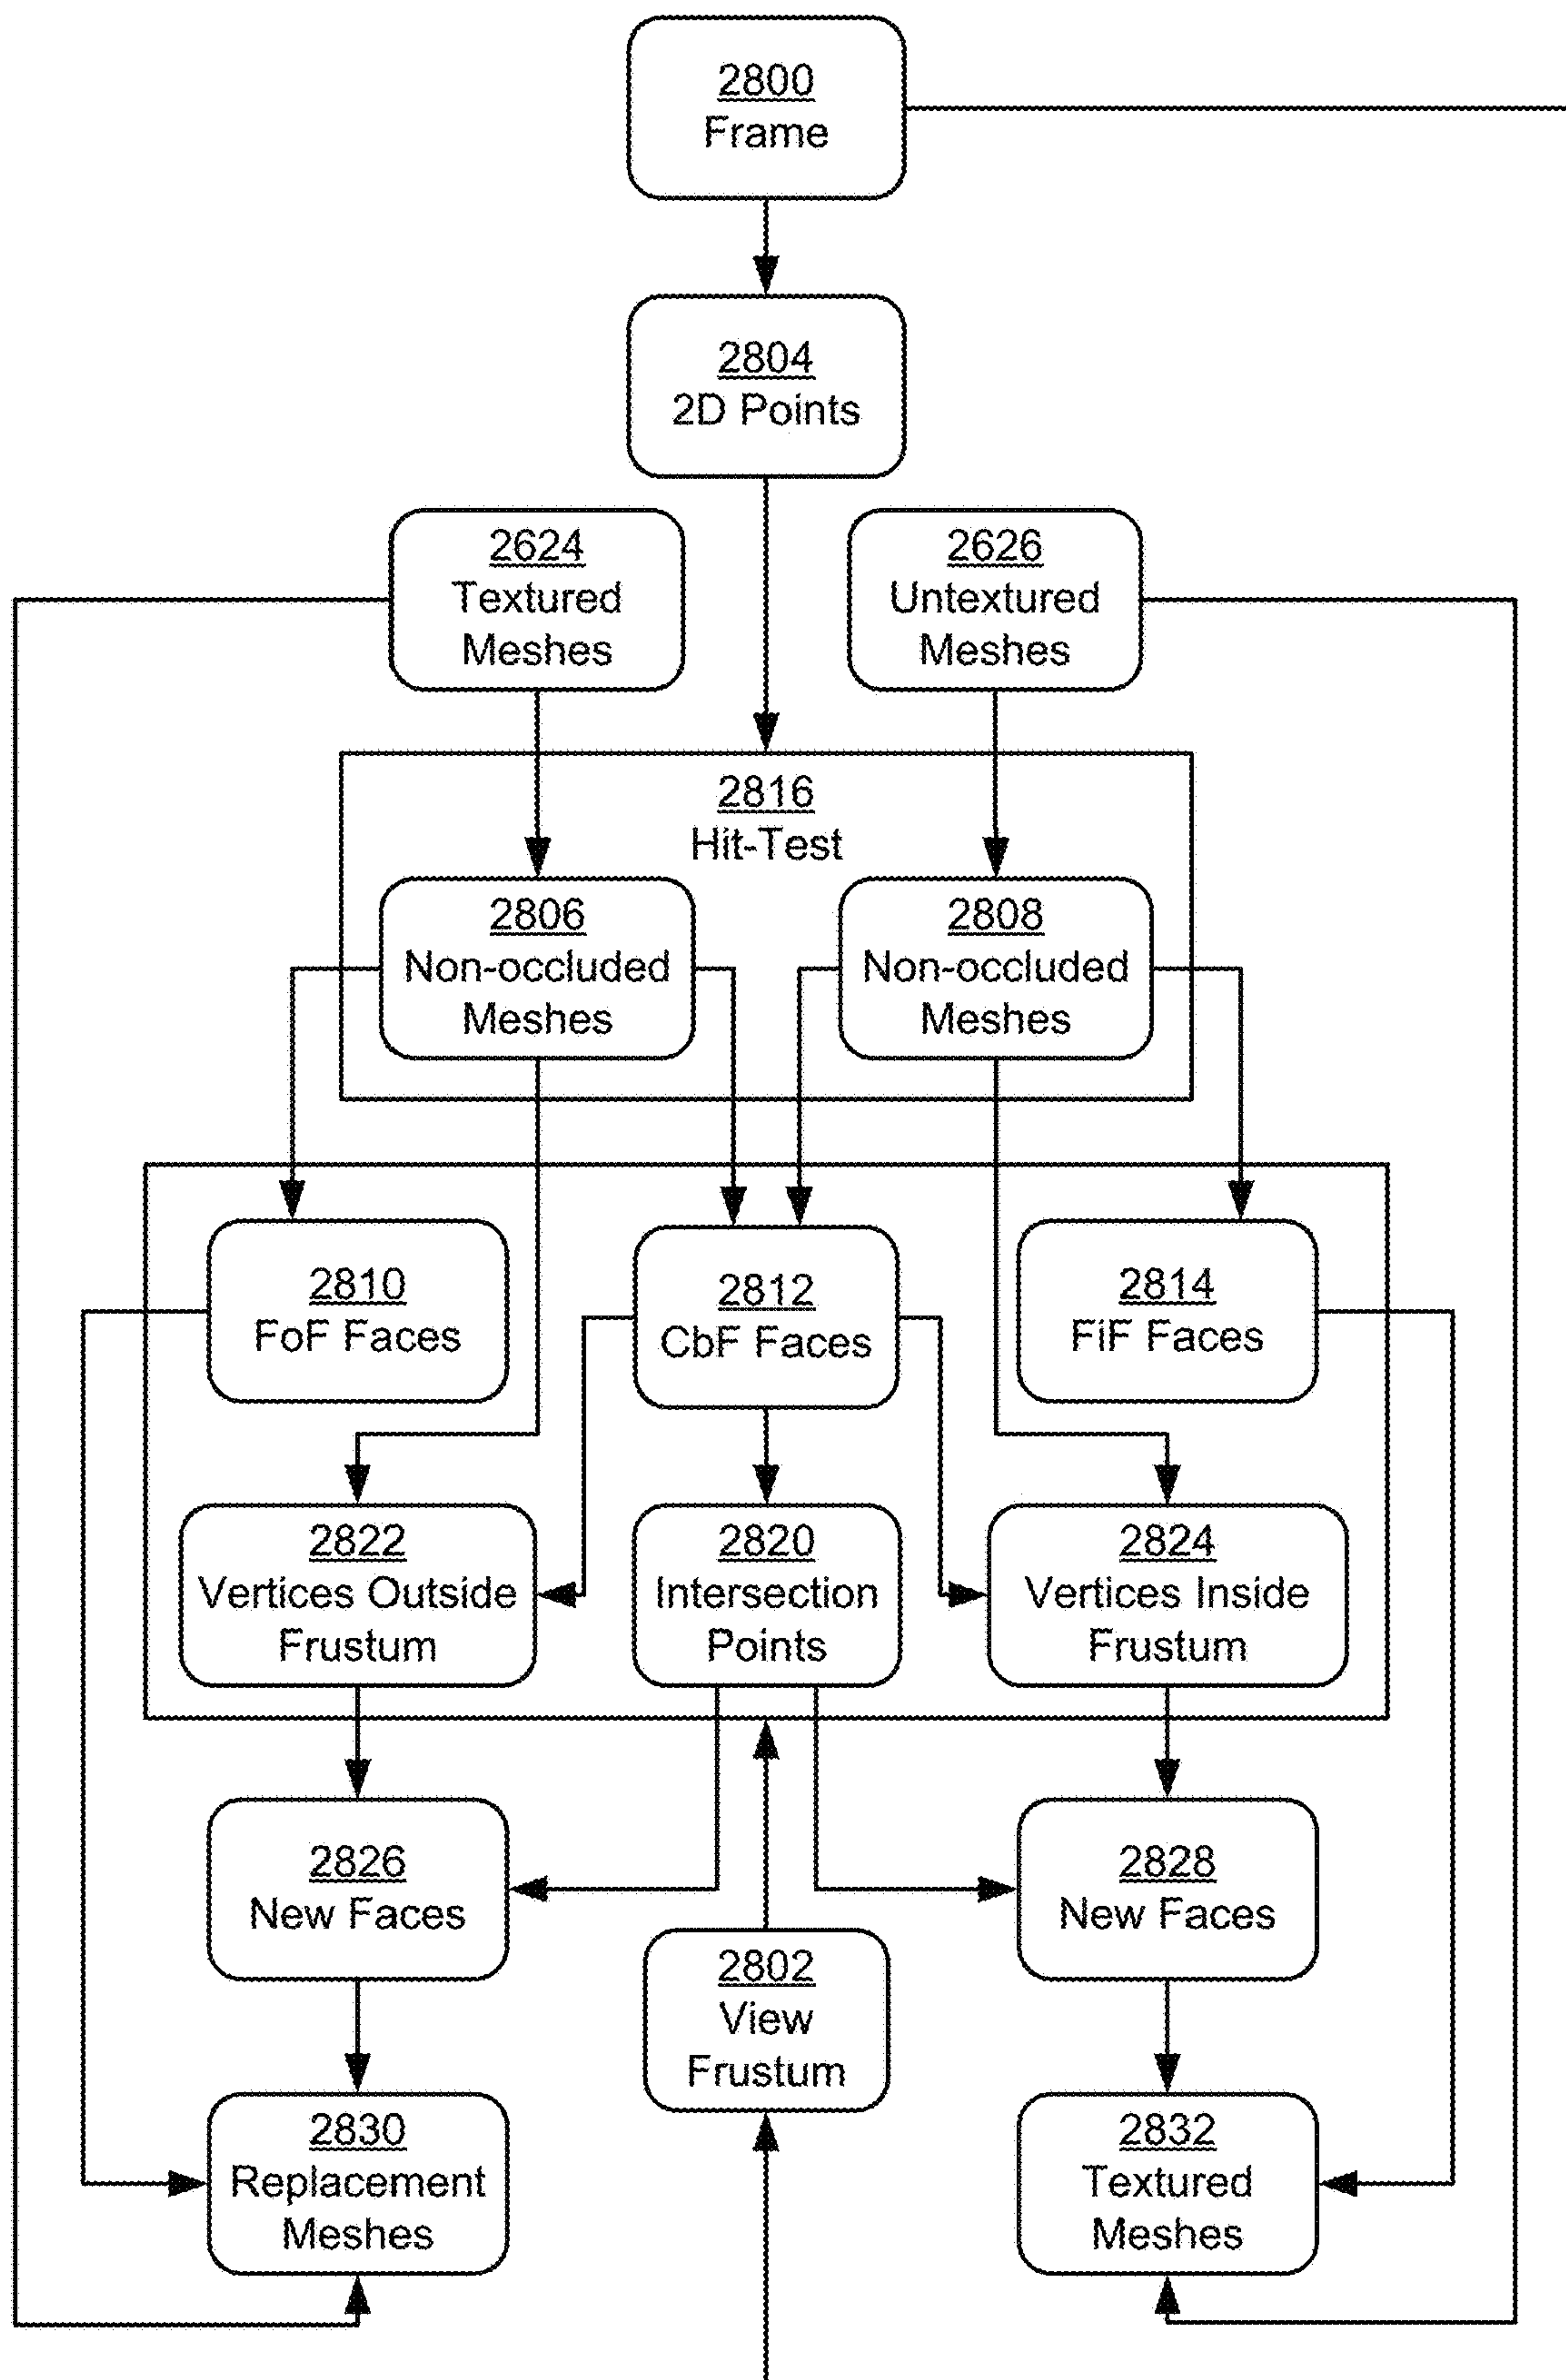 2800
Frame
2804
2D Points
2624
Textured
Meshes
2626
Untextured
Meshes
2816
Hit-Test
2806
Non-occluded
Meshes
2808
Non-occluded
Meshes
2810
FoF Faces
2812
CbF Faces
2814
FiF Faces
2822
Vertices Outside
Frustum
2820
Intersection
Points
2824
Vertices Inside
Frustum
2826
New Faces
2828
New Faces
2802
View
Frustum
2830
Replacement
Meshes
2832
Textured
Meshes